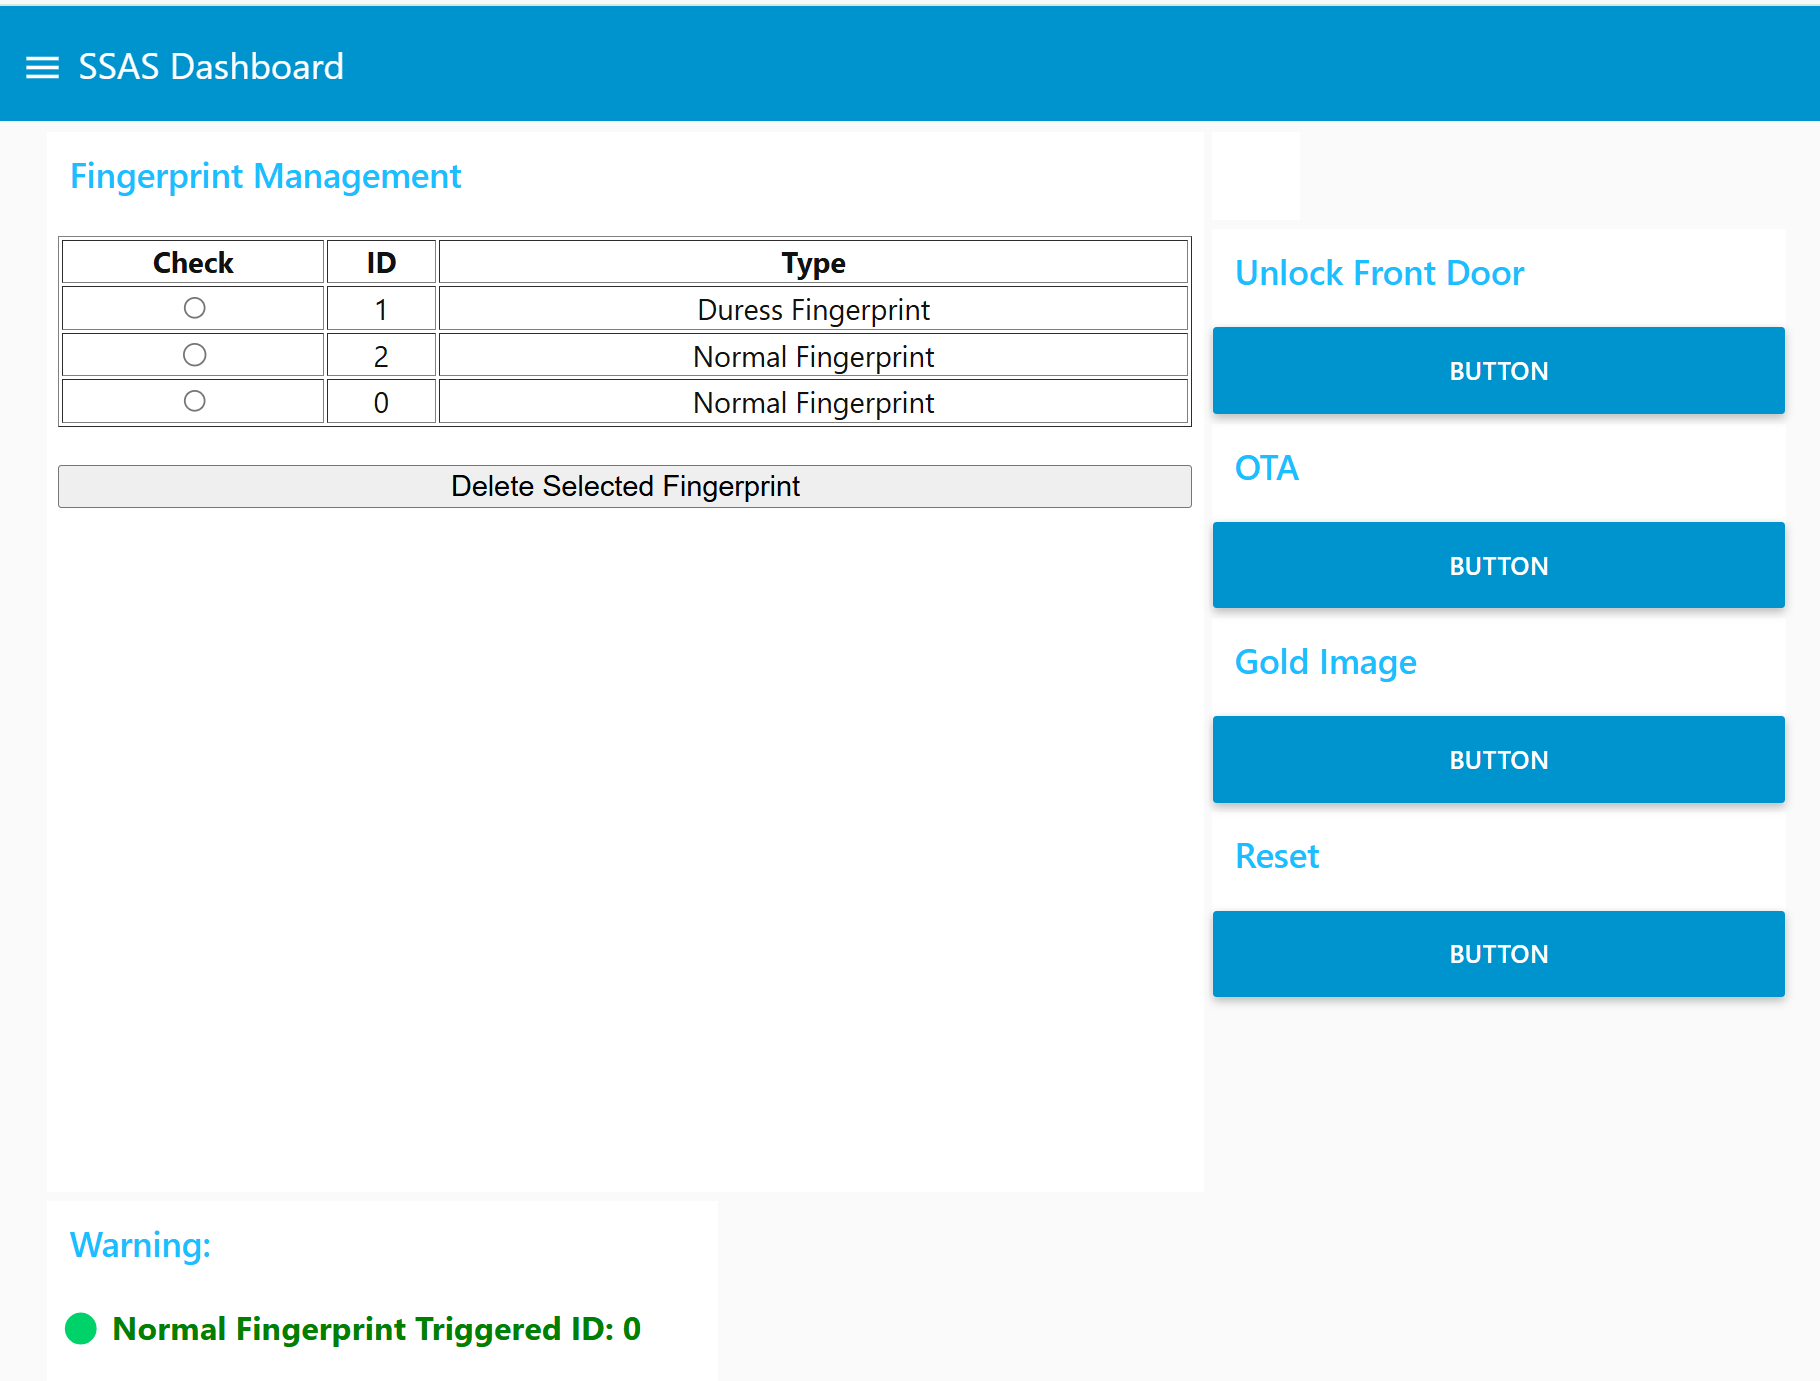 SSAS Dashboard
Fingerprint Management
Check ID Type
1 Duress Fingerprint
2 Normal Fingerprint
0 Normal Fingerprint
Delete Selected Fingerprint
Unlock Front Door
BUTTON
OTA
BUTTON
Gold Image
BUTTON
Reset
BUTTON
Warning:
Normal Fingerprint Triggered ID: 0